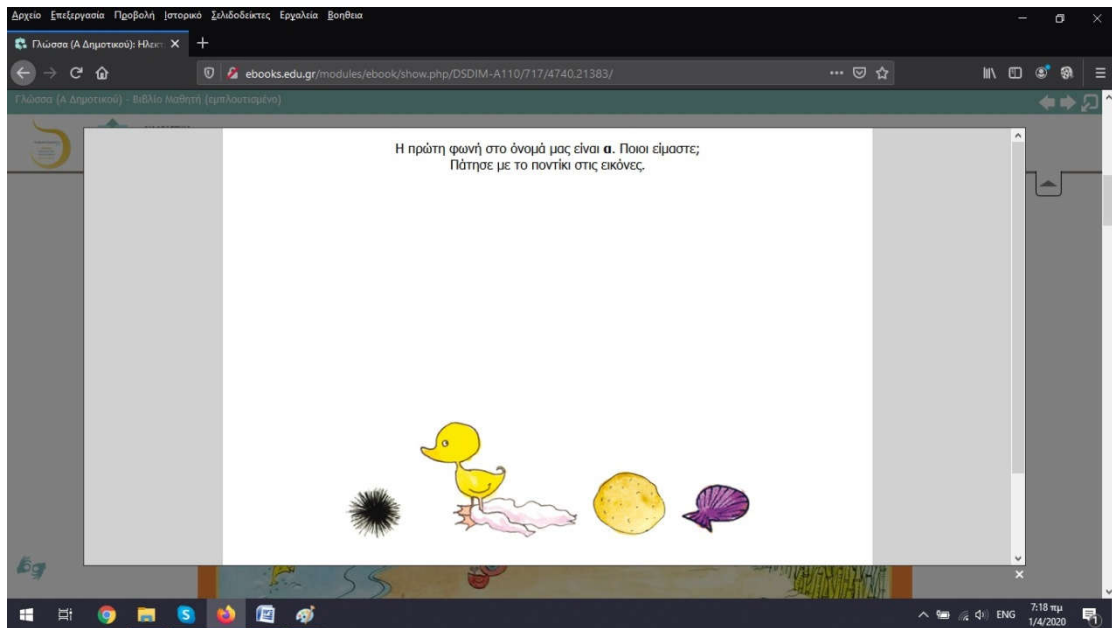 Αρχείο Επεξεργασία Προβολή Ιστορικό Σελιδοδείκτες Εργαλεία Βοηθεια
Γλώσσα (Α Δημοτικού): Ηλεκτ
ebooks.edu.gr/modules/ebook/show.php/DSDIM-A110/717/4740.21383/
Γλώσσα (Α Δημοτικού) - Βιβλίο Μαθητή (εμπλουτισμένο)
Η πρώτη φωνή στο όνομά μας είναι α. Ποιοι είμαστε;
Πάτησε με το ποντίκι στις εικόνες.
ENG
7:18 πμ
1/4/2020